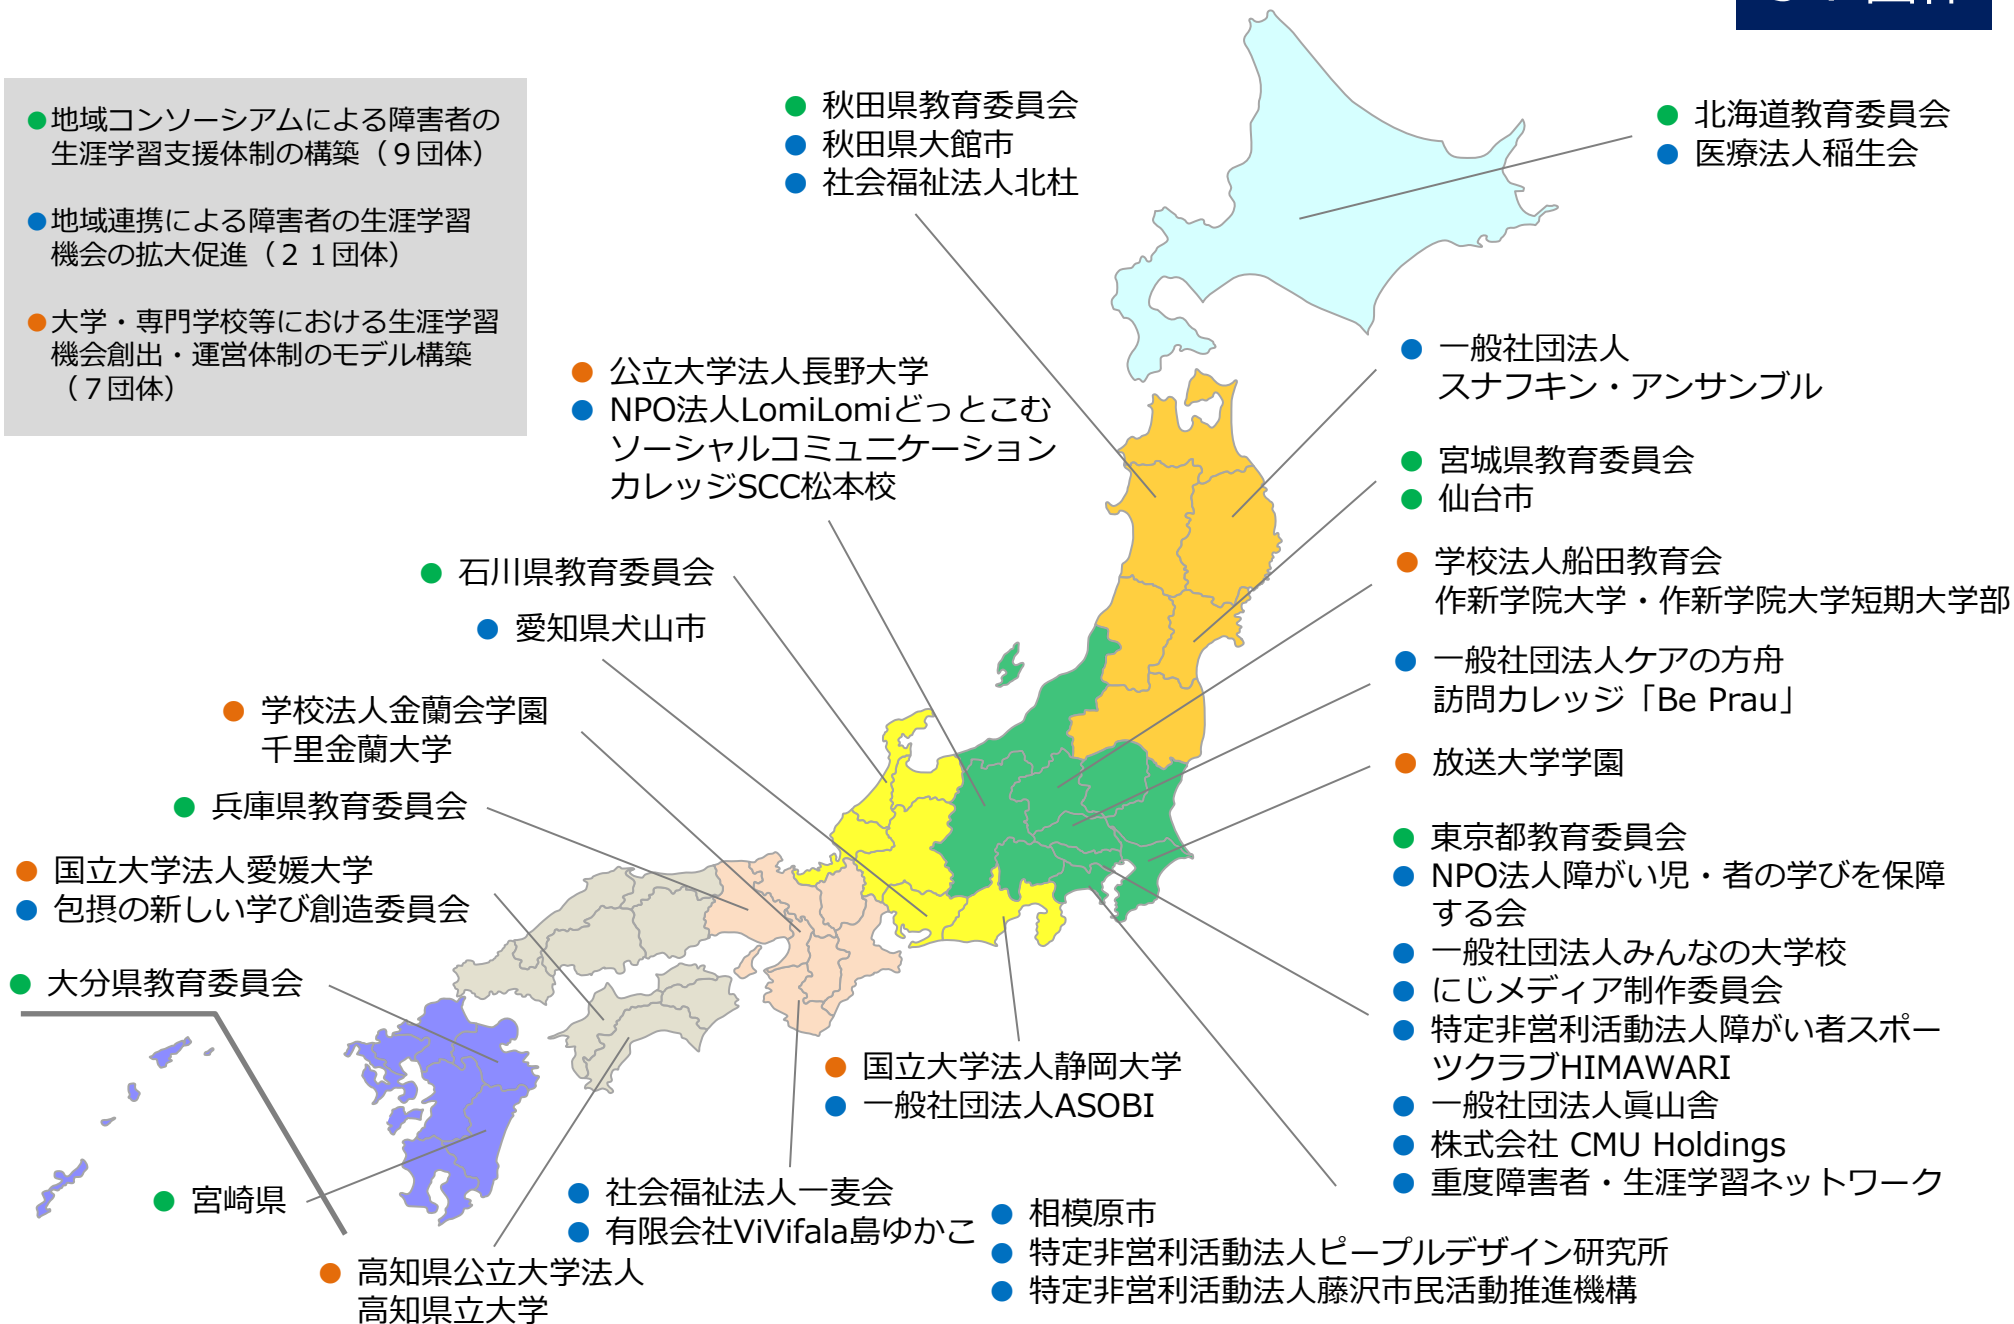 ●地域コンソーシアムによる障害者の
生涯学習支援体制の構築（９団体）
●地域連携による障害者の生涯学習
機会の拡大促進（２１団体）
●大学・専門学校等における生涯学習
機会創出・運営体制のモデル構築
（７団体）
● 秋田県教育委員会
● 秋田県大館市
● 社会福祉法人北杜
● 北海道教育委員会
● 医療法人稲生会
● 公立大学法人長野大学
● NPO法人LomiLomiどっとこむ
ソーシャルコミュニケーション
カレッジSCC松本校
● 一般社団法人
スナフキン・アンサンブル
● 宮城県教育委員会
● 仙台市
● 石川県教育委員会
● 愛知県犬山市
● 学校法人船田教育会
作新学院大学・作新学院大学短期大学部
● 一般社団法人ケアの方舟
訪問カレッジ「Be Prau」
● 学校法人金蘭会学園
千里金蘭大学
● 放送大学学園
● 兵庫県教育委員会
● 国立大学法人愛媛大学
● 包摂の新しい学び創造委員会
● 大分県教育委員会
● 東京都教育委員会
● NPO法人障がい児・者の学びを保障
する会
● 一般社団法人みんなの大学校
● にじメディア制作委員会
● 特定非営利活動法人障がい者スポー
ツクラブHIMAWARI
● 一般社団法人眞山舎
● 株式会社 CMU Holdings
● 重度障害者・生涯学習ネットワーク
● 国立大学法人静岡大学
● 一般社団法人ASOBI
● 宮崎県
● 社会福祉法人一麦会
● 有限会社ViVifala島ゆかこ
● 相模原市
● 特定非営利活動法人ピープルデザイン研究所
● 特定非営利活動法人藤沢市民活動推進機構
● 高知県公立大学法人
高知県立大学